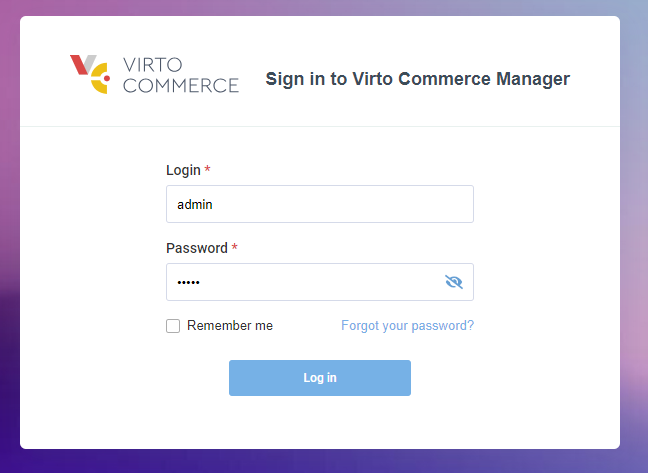 VIRTO
COMMERCE
Sign in to Virto Commerce Manager
Login *
admin
Password *
•••••
Remember me
Forgot your password?
Log in